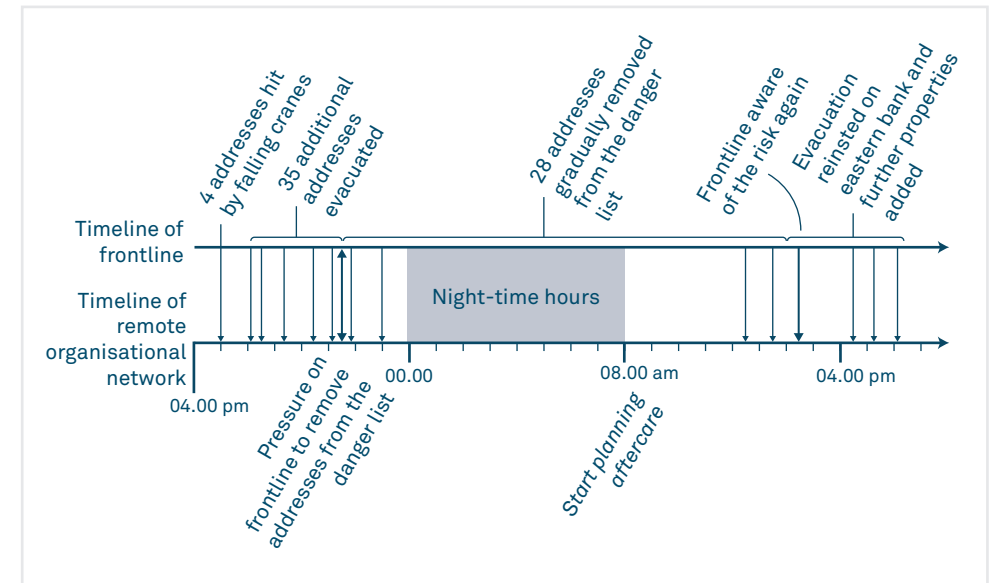 4 addresses hit
by falling cranes
35 additional
addresses
evacuated
28 addresses
gradually removed
from the danger
list
Frontline aware
of the risk again
Evacuation
reinsted on
eastern bank and
further properties
added
Timeline of
frontline
Timeline of
remote
organisational
network
Night-time hours
04.00 pm
00.00
08.00 am
04.00 pm
Pressure on
frontline to remove
addresses from the
danger list
Start planning
aftercare